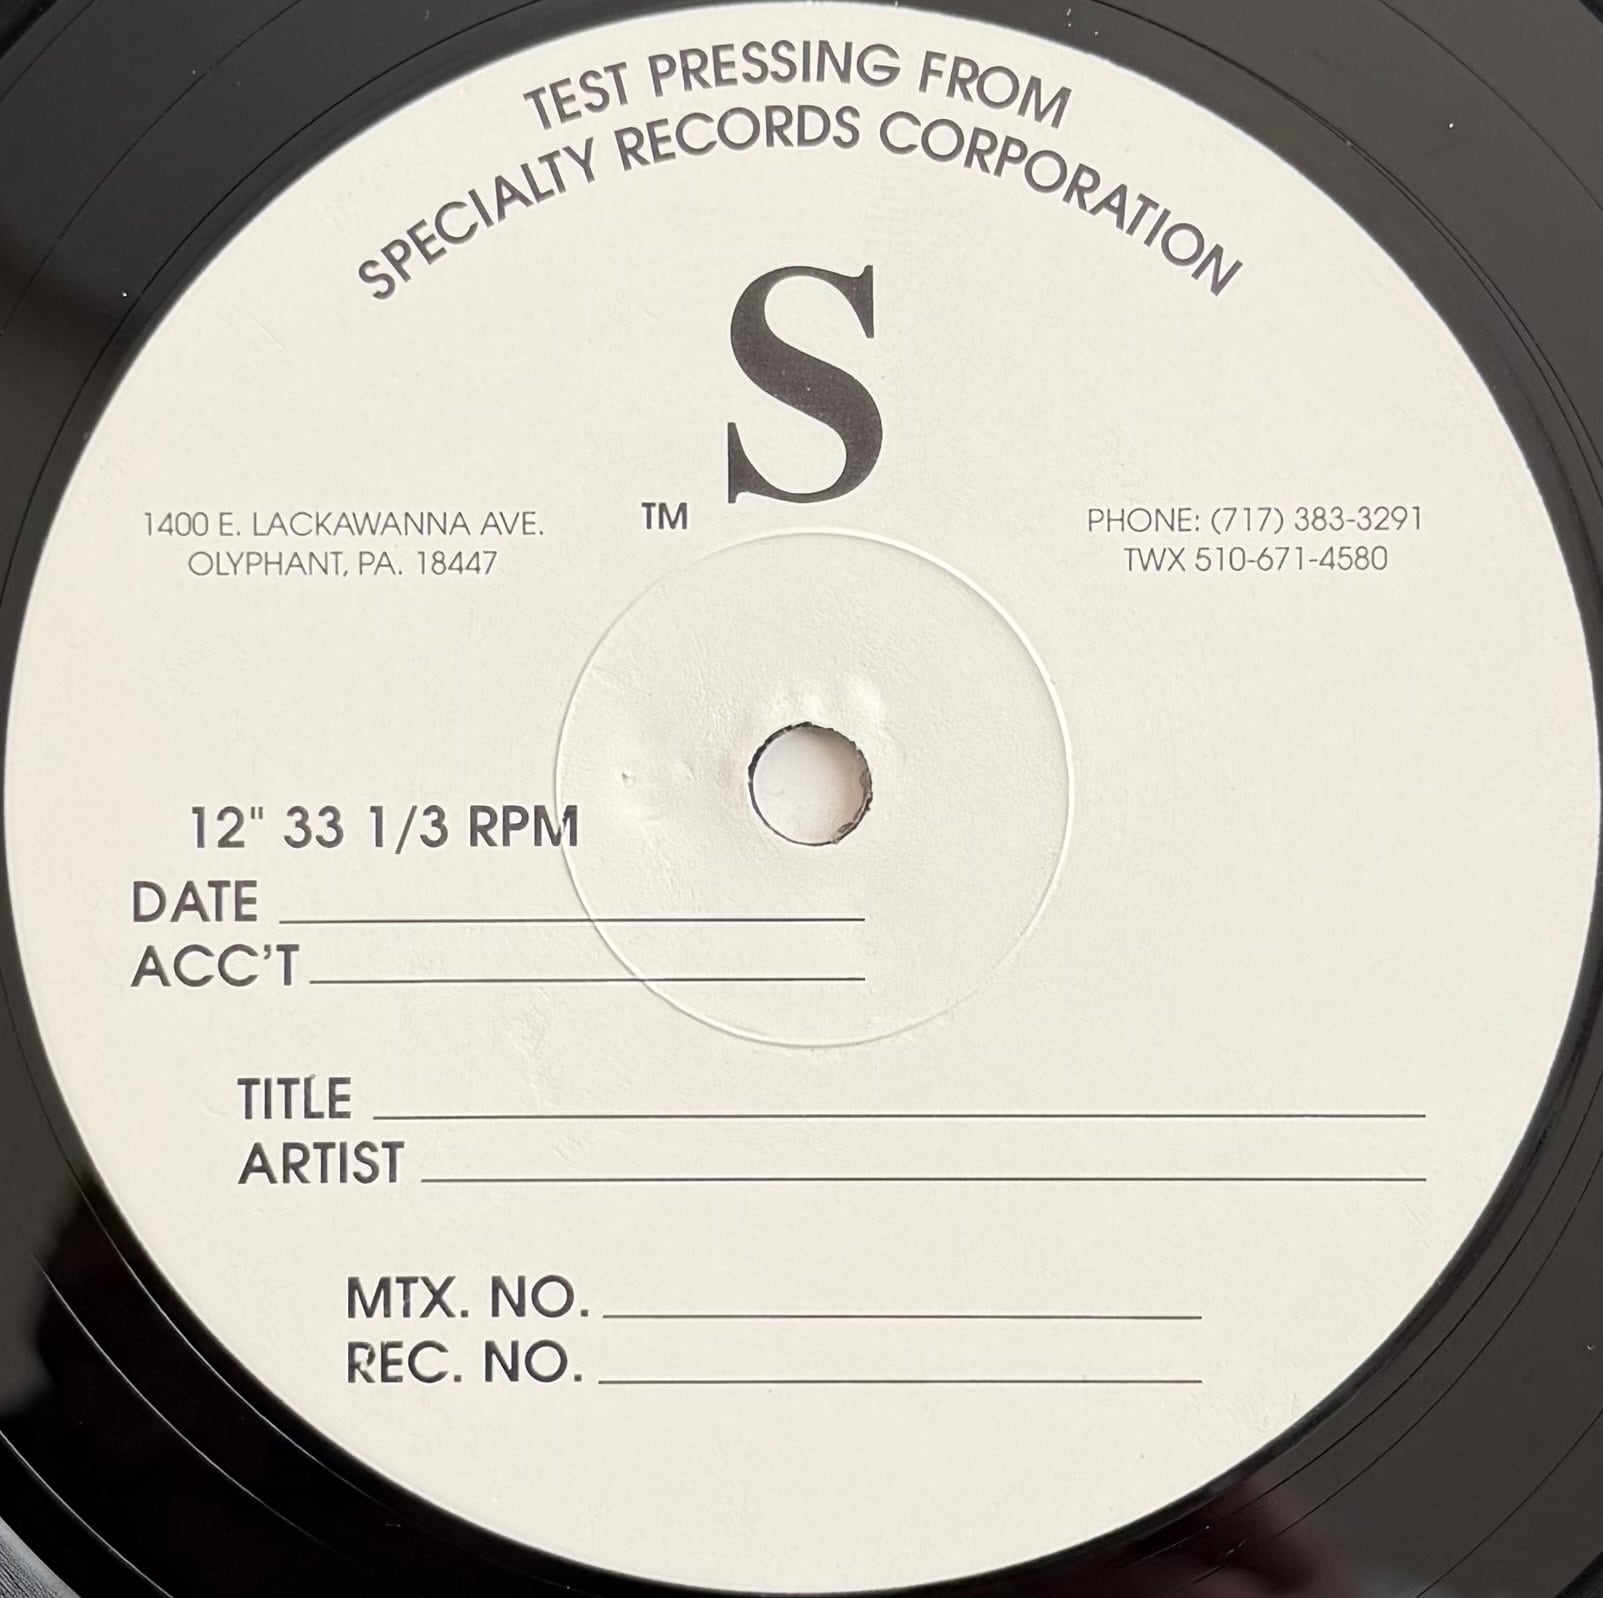 TEST PRESSING FROM
SPECIALTY RECORDS CORPORATION
S
TM
1400 E. LACKAWANNA AVE.
OLYPHANT, PA. 18447
PHONE: (717) 383-3291
TWX 510-671-4580
12" 33 1/3 RPM
DATE
ACC'T
TITLE
ARTIST
MTX. NO.
REC. NO.